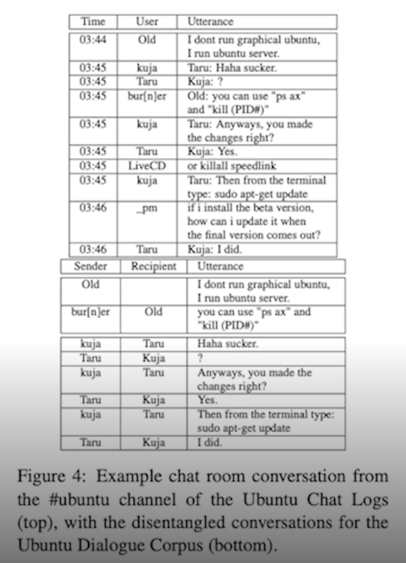 Time User Utterance
03:44 Old I dont run graphical ubuntu,
I run ubuntu server.
03:45 kuja Taru: Haha sucker.
03:45 Taru Kuja: ?
03:45 bur[n]er Old: you can use "ps ax"
and "kill (PID#)"
03:45 kuja Taru: Anyways, you made
the changes right?
03:45 Taru Kuja: Yes.
03:45 LiveCD or killall speedlink
03:45 kuja Taru: Then from the terminal
type: sudo apt-get update
03:46 _pm if i install the beta version,
how can i update it when
the final version comes out?
03:46 Taru Kuja: I did.
Sender Recipient Utterance
Old I dont run graphical ubuntu,
I run ubuntu server.
bur[n]er Old you can use "ps ax" and
"kill (PID#)"
kuja Taru Haha sucker.
Taru Kuja ?
kuja Taru Anyways, you made the
changes right?
Taru Kuja Yes.
kuja Taru Then from the terminal type:
sudo apt-get update
Taru Kuja I did.
Figure 4: Example chat room conversation from
the #ubuntu channel of the Ubuntu Chat Logs
(top), with the disentangled conversations for the
Ubuntu Dialogue Corpus (bottom).